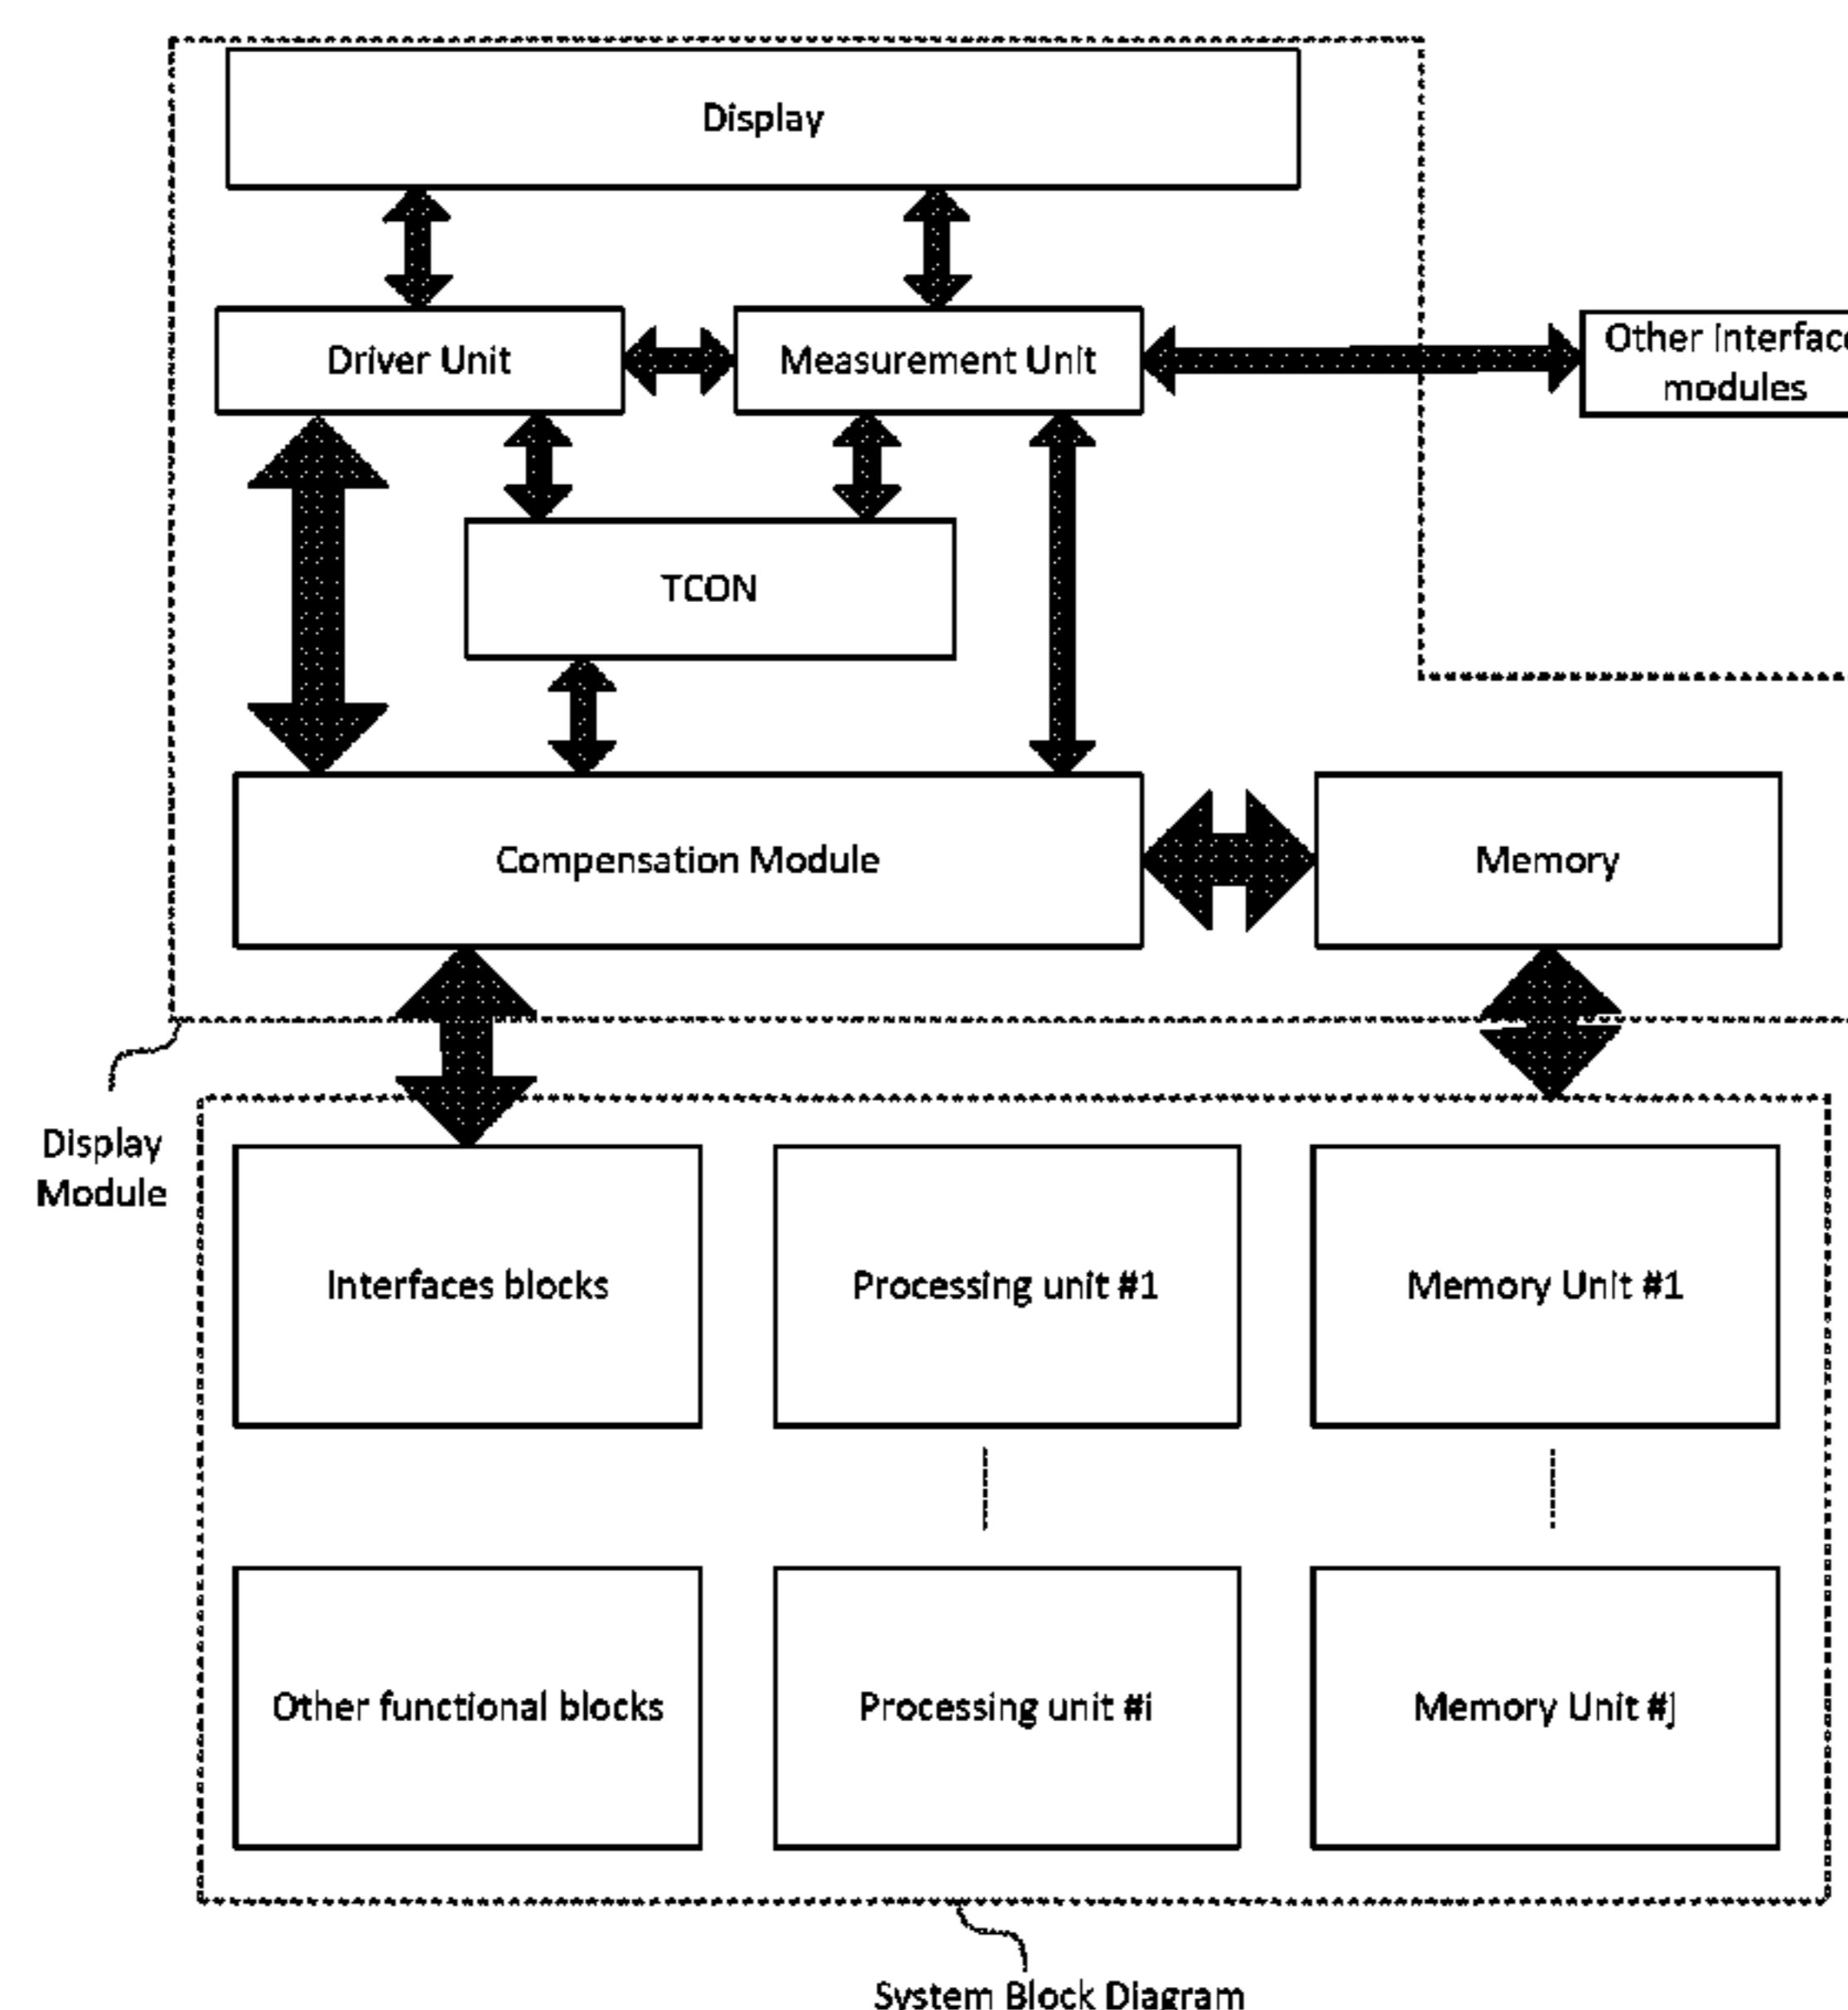 Display
Driver Unit
Measurement Unit
Other Interface
modules
TCON
Compensation Module
Memory
Display
Module
Interfaces blocks
Processing unit #1
Memory Unit #1
Other functional blocks
Processing unit #i
Memory Unit #j
System Block Diagram